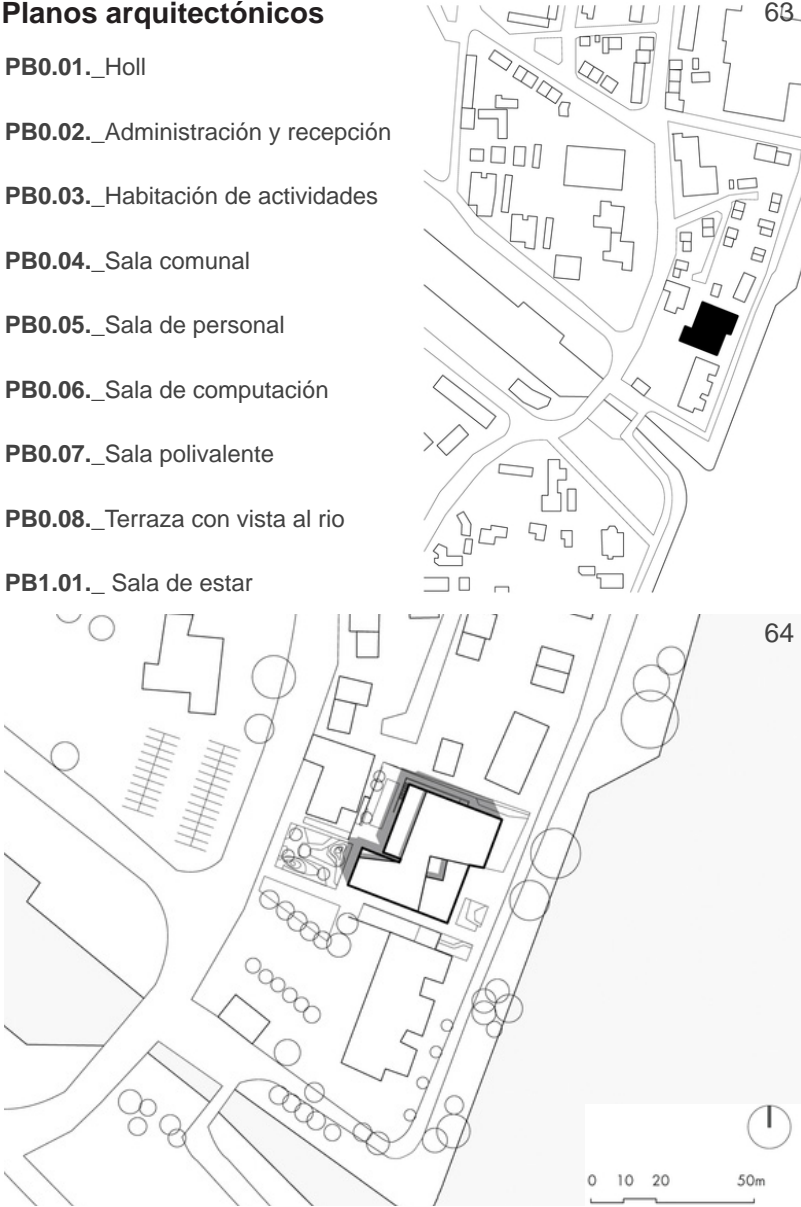 Planos arquitectónicos
63
PB0.01._Holl
PB0.02._Administración y recepción
PB0.03._Habitación de actividades
PB0.04._Sala comunal
PB0.05._Sala de personal
PB0.06._Sala de computación
PB0.07._Sala polivalente
PB0.08._Terraza con vista al rio
PB1.01._ Sala de estar
64
0 10 20 50m